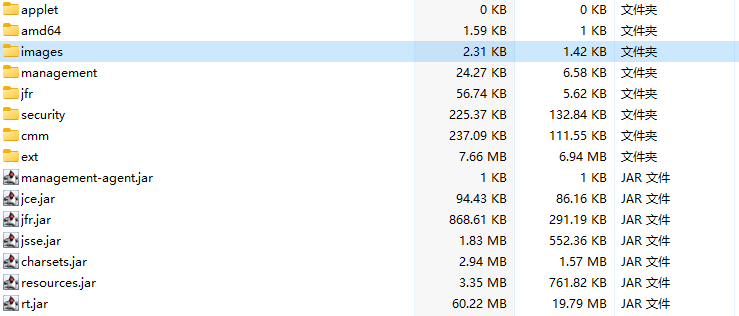 applet 0 KB 0 KB 文件夹
amd64 1.59 KB 1 KB 文件夹
images 2.31 KB 1.42 KB 文件夹
management 24.27 KB 6.58 KB 文件夹
jfr 56.74 KB 5.62 KB 文件夹
security 225.37 KB 132.84 KB 文件夹
cmm 237.09 KB 111.55 KB 文件夹
ext 7.66 MB 6.94 MB 文件夹
management-agent.jar 1 KB 1 KB JAR 文件
jce.jar 94.43 KB 86.16 KB JAR 文件
jfr.jar 868.61 KB 291.19 KB JAR 文件
jsse.jar 1.83 MB 552.36 KB JAR 文件
charsets.jar 2.94 MB 1.57 MB JAR 文件
resources.jar 3.35 MB 761.82 KB JAR 文件
rt.jar 60.22 MB 19.79 MB JAR 文件